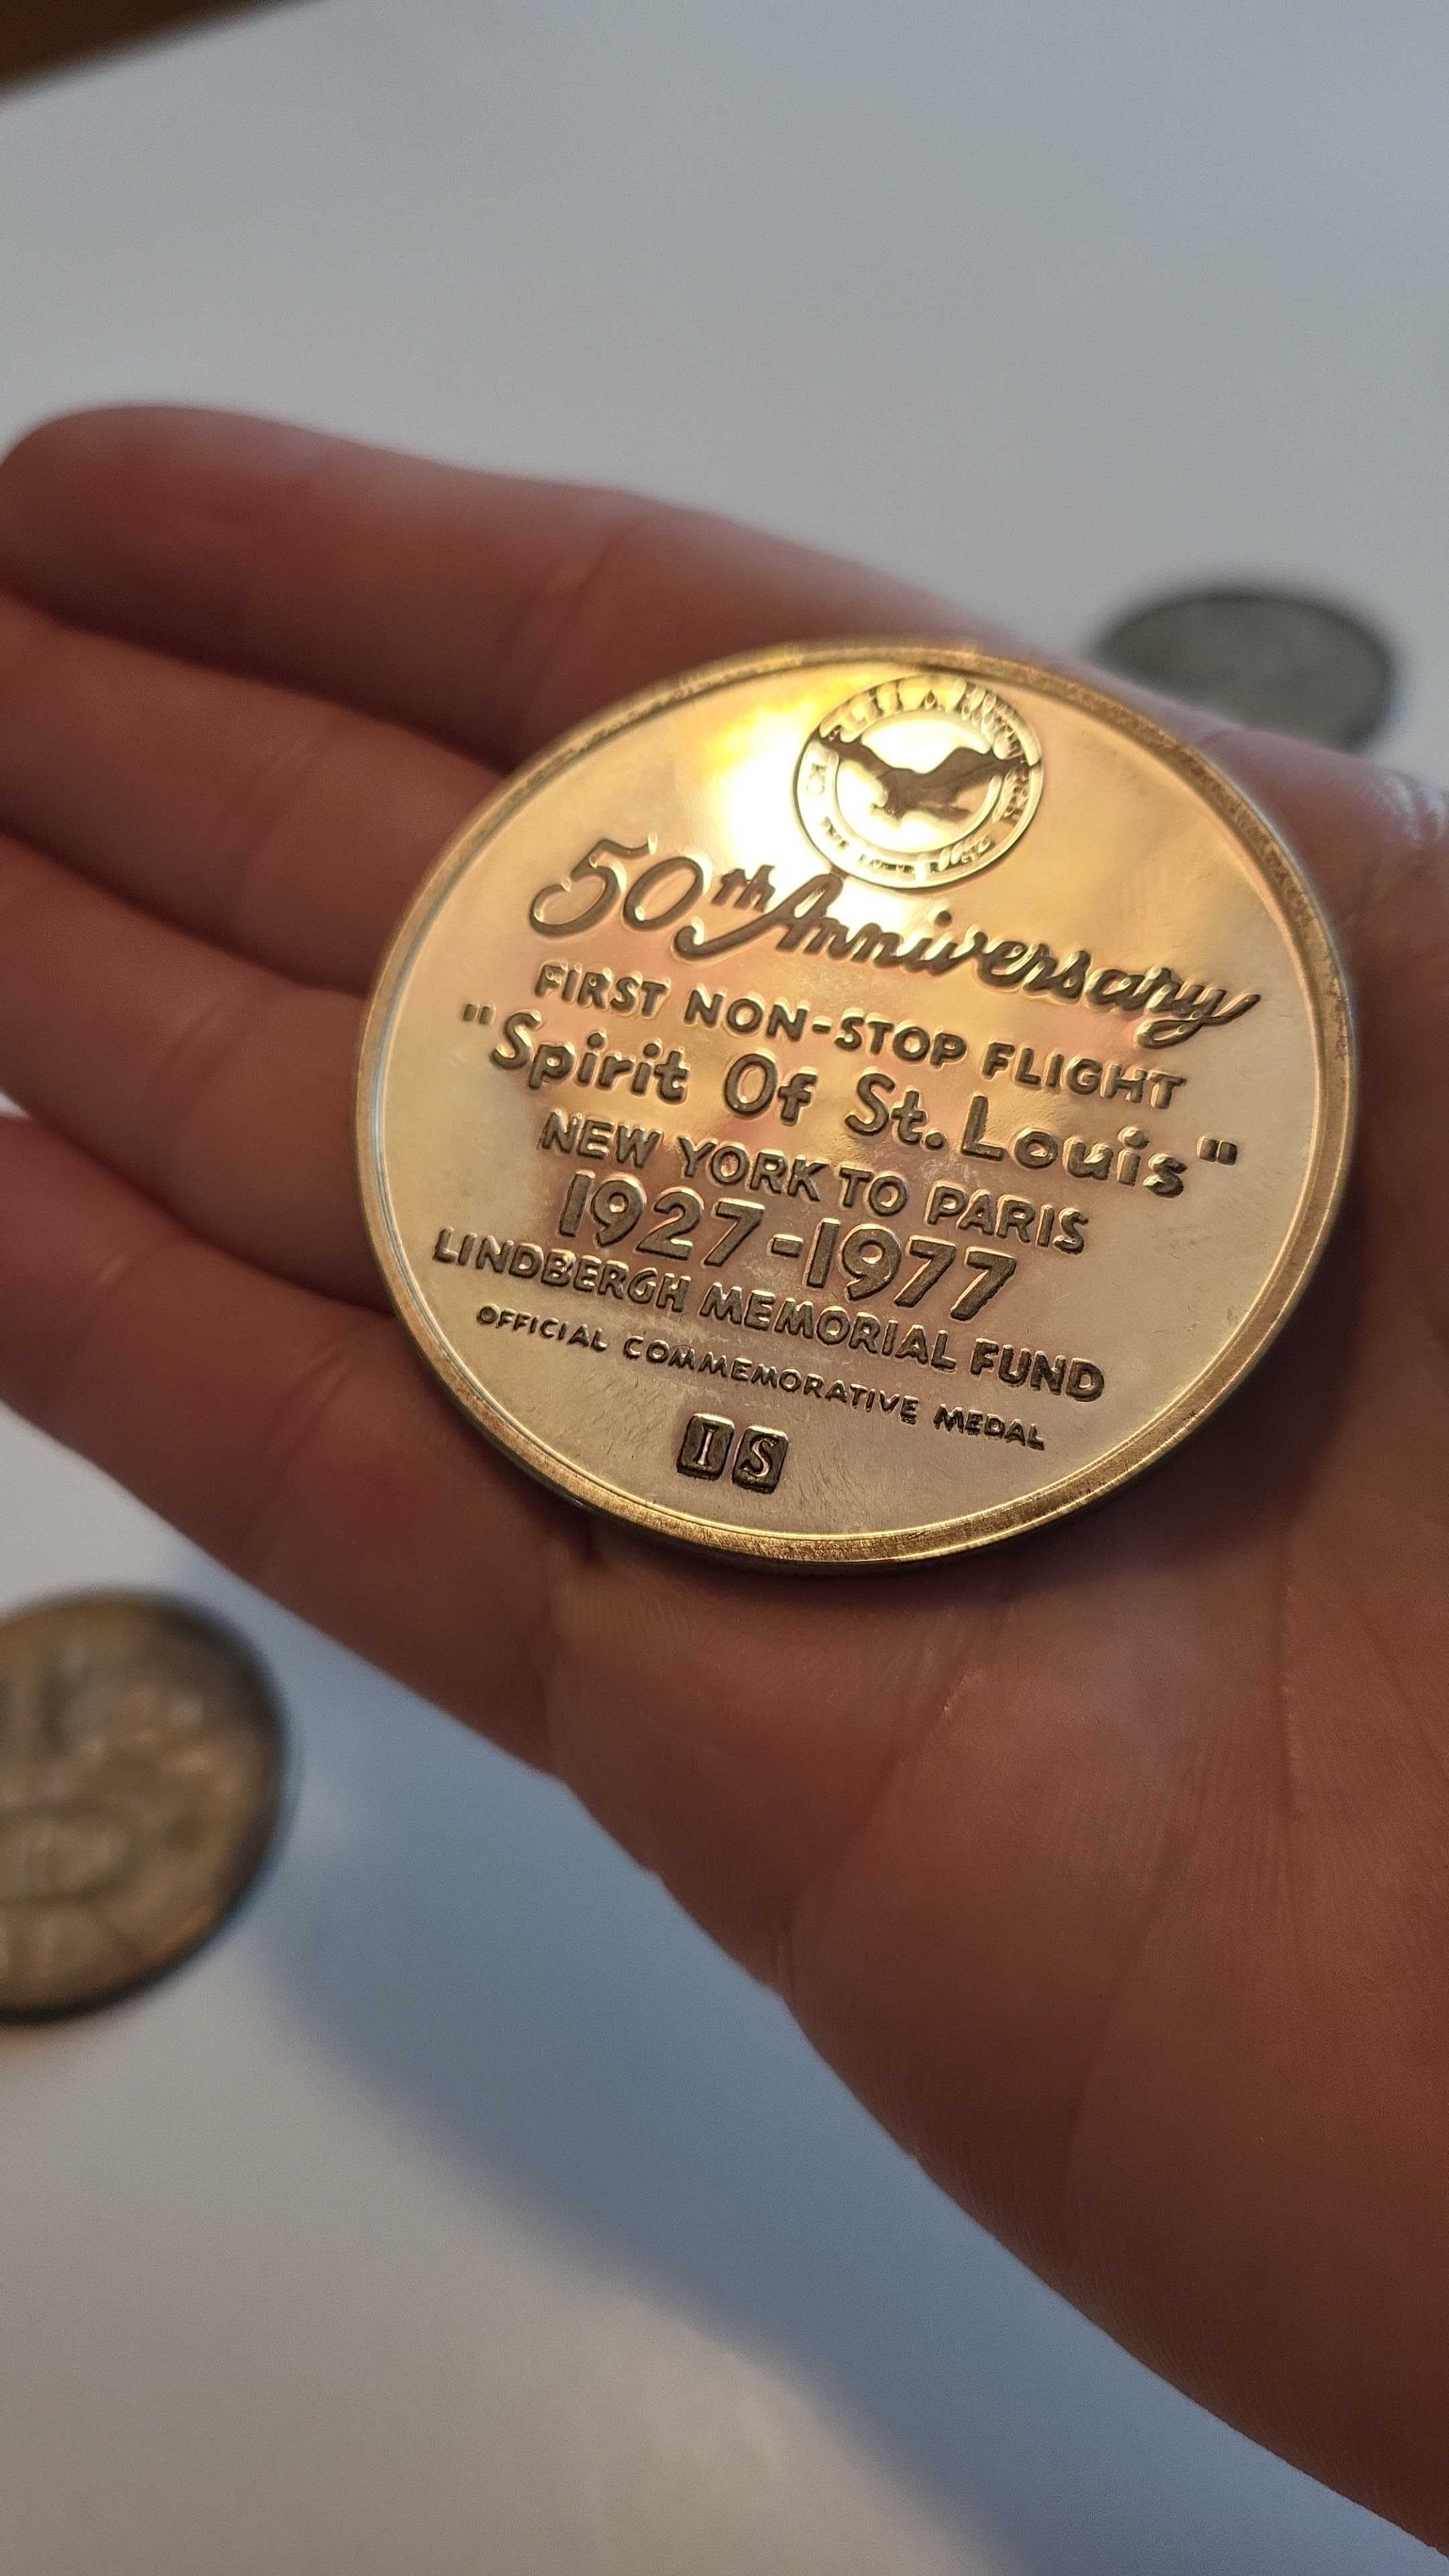 50th Anniversary
FIRST NON-STOP FLIGHT
"Spirit Of St. Louis"
NEW YORK TO PARIS
1927-1977
LINDBERGH MEMORIAL FUND
OFFICIAL COMMEMORATIVE MEDAL
I S